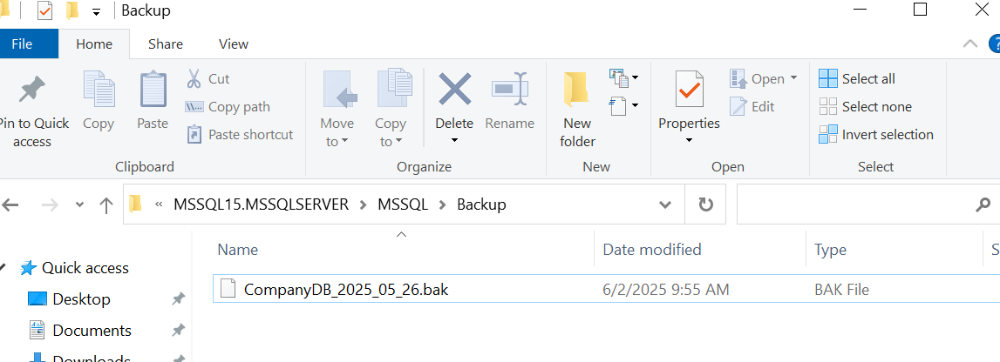 Backup
File Home Share View
Pin to Quick access
Copy
Paste
Cut
Copy path
Paste shortcut
Move to
Copy to
Delete
Rename
New folder
Properties
Open
Edit
Select all
Select none
Invert selection
Clipboard Organize New Open Select
« MSSQL15.MSSQLSERVER > MSSQL > Backup
Name Date modified Type S
Quick access
CompanyDB_2025_05_26.bak 6/2/2025 9:55 AM BAK File
Desktop
Documents
Downloads